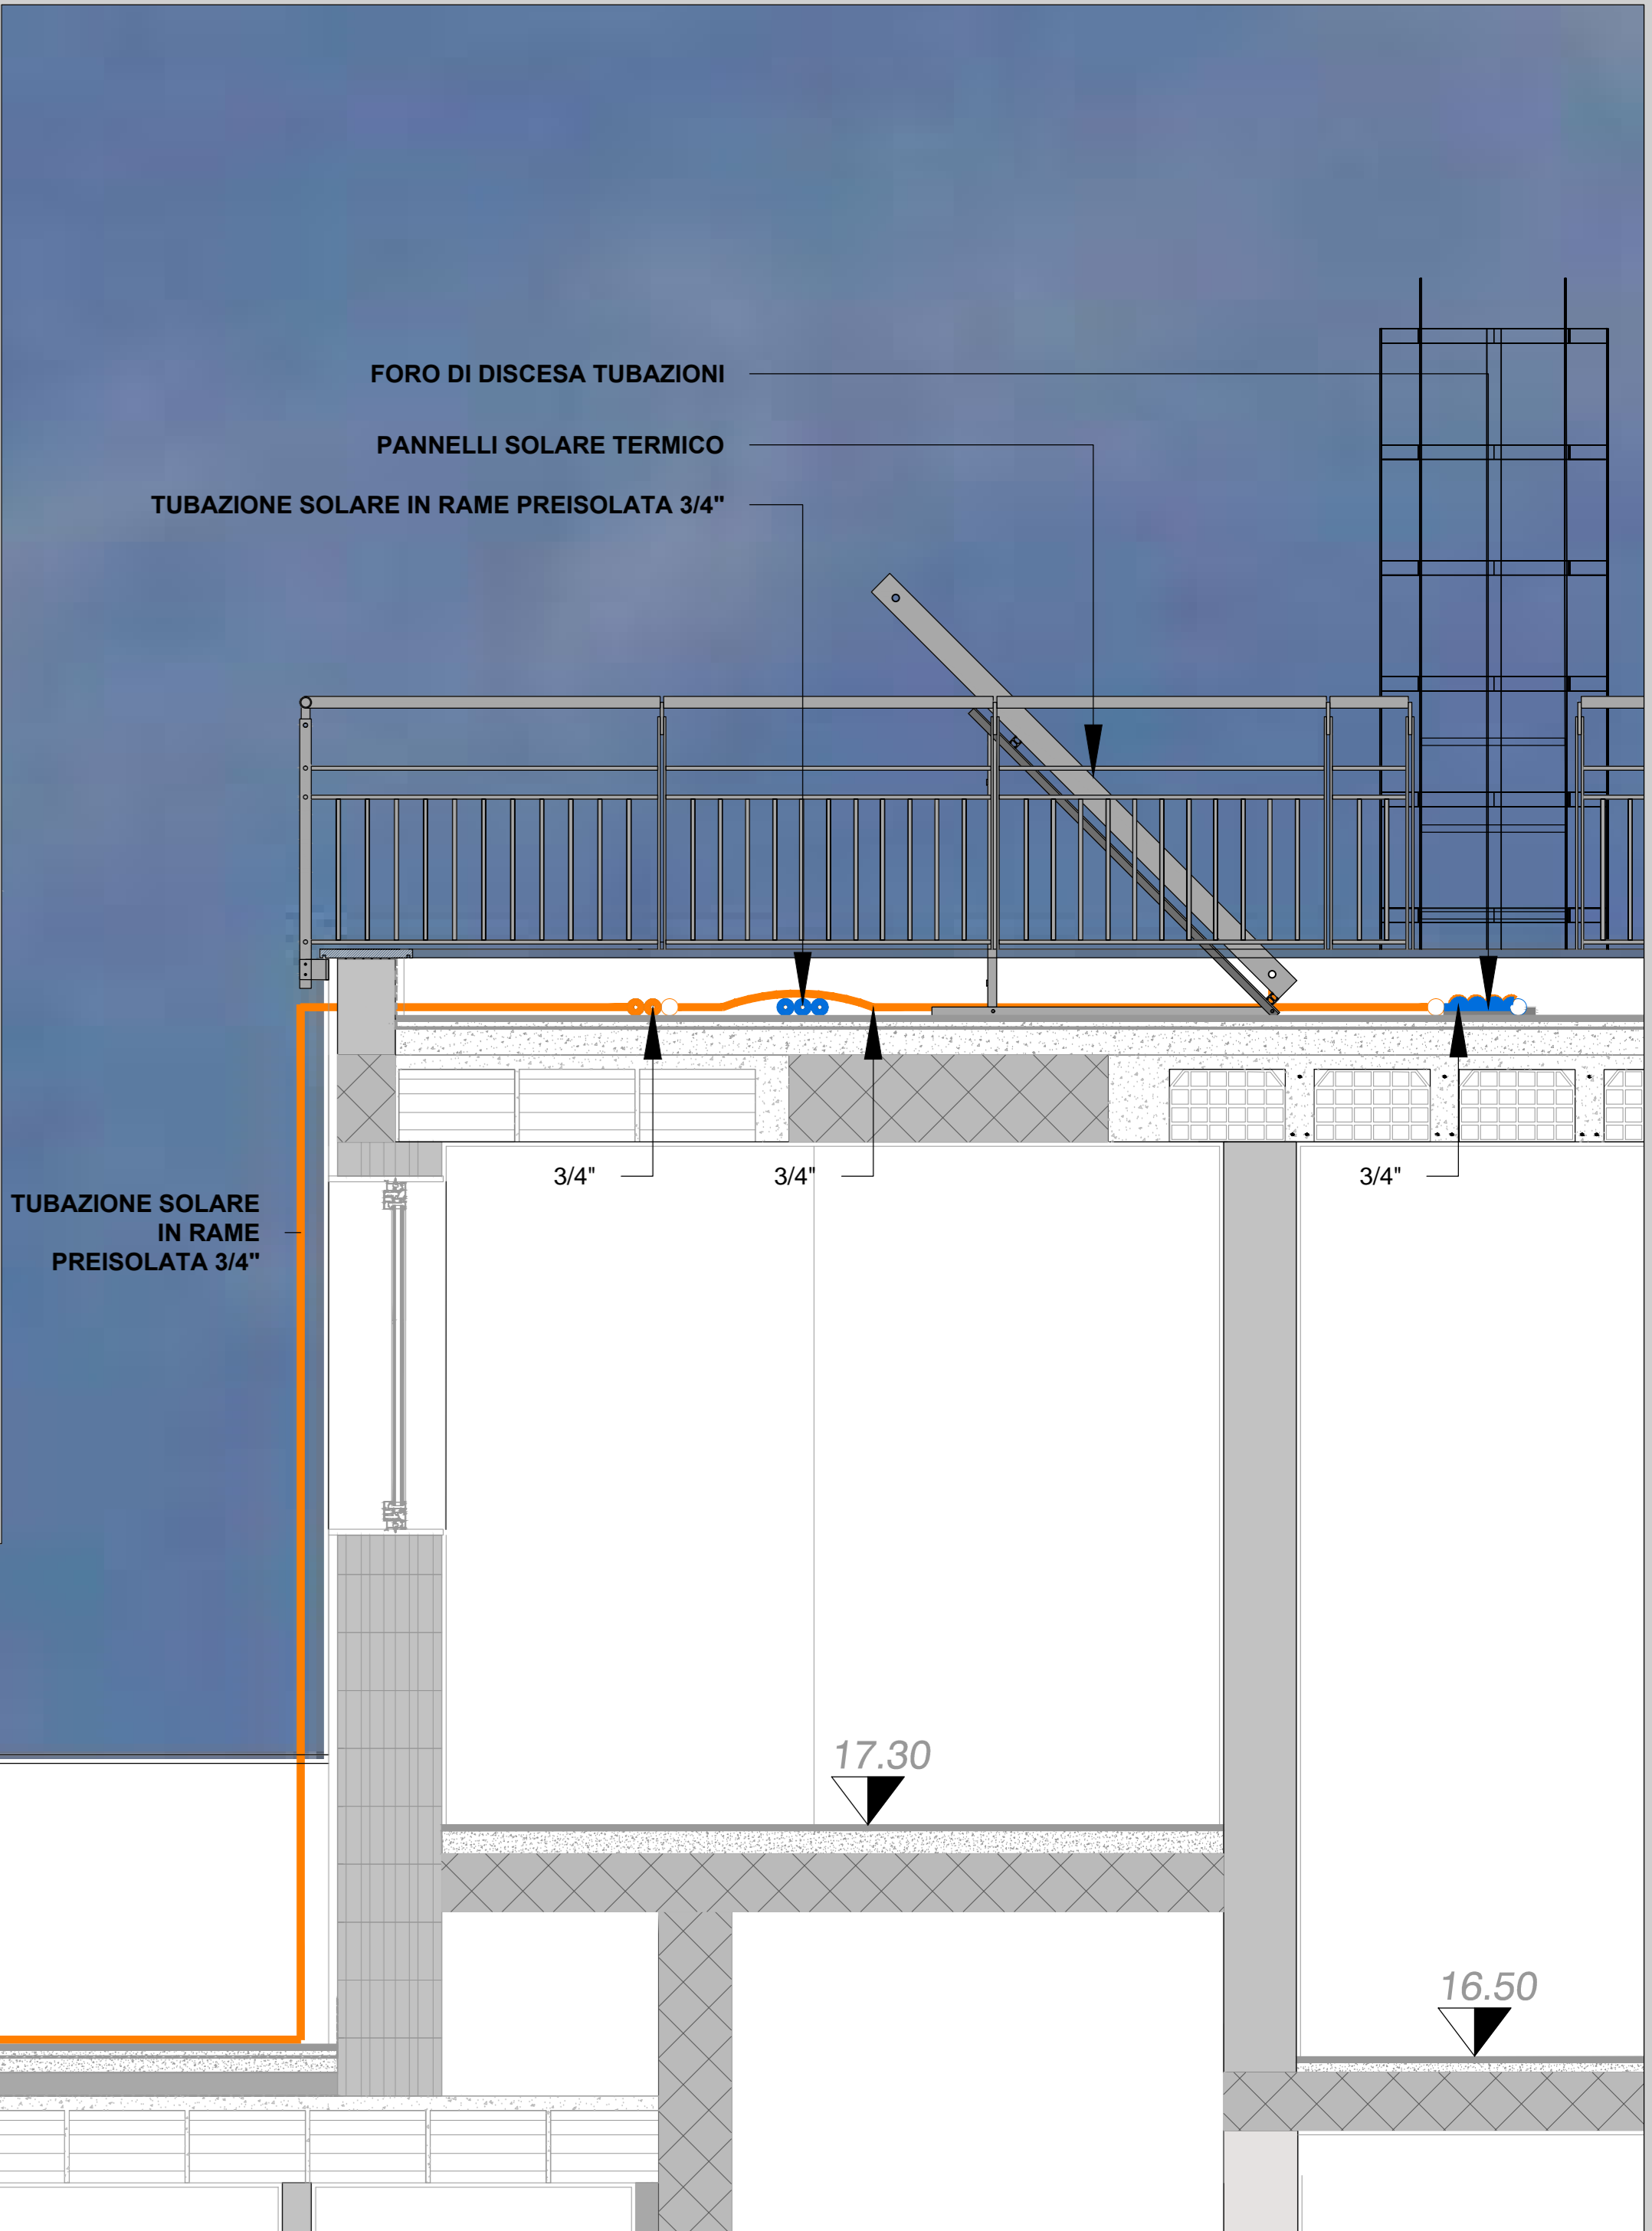 FORO DI DISCESA TUBAZIONI
PANNELLI SOLARE TERMICO
TUBAZIONE SOLARE IN RAME PREISOLATA 3/4"
3/4"
3/4"
3/4"
TUBAZIONE SOLARE
IN RAME
PREISOLATA 3/4"
17.30
16.50